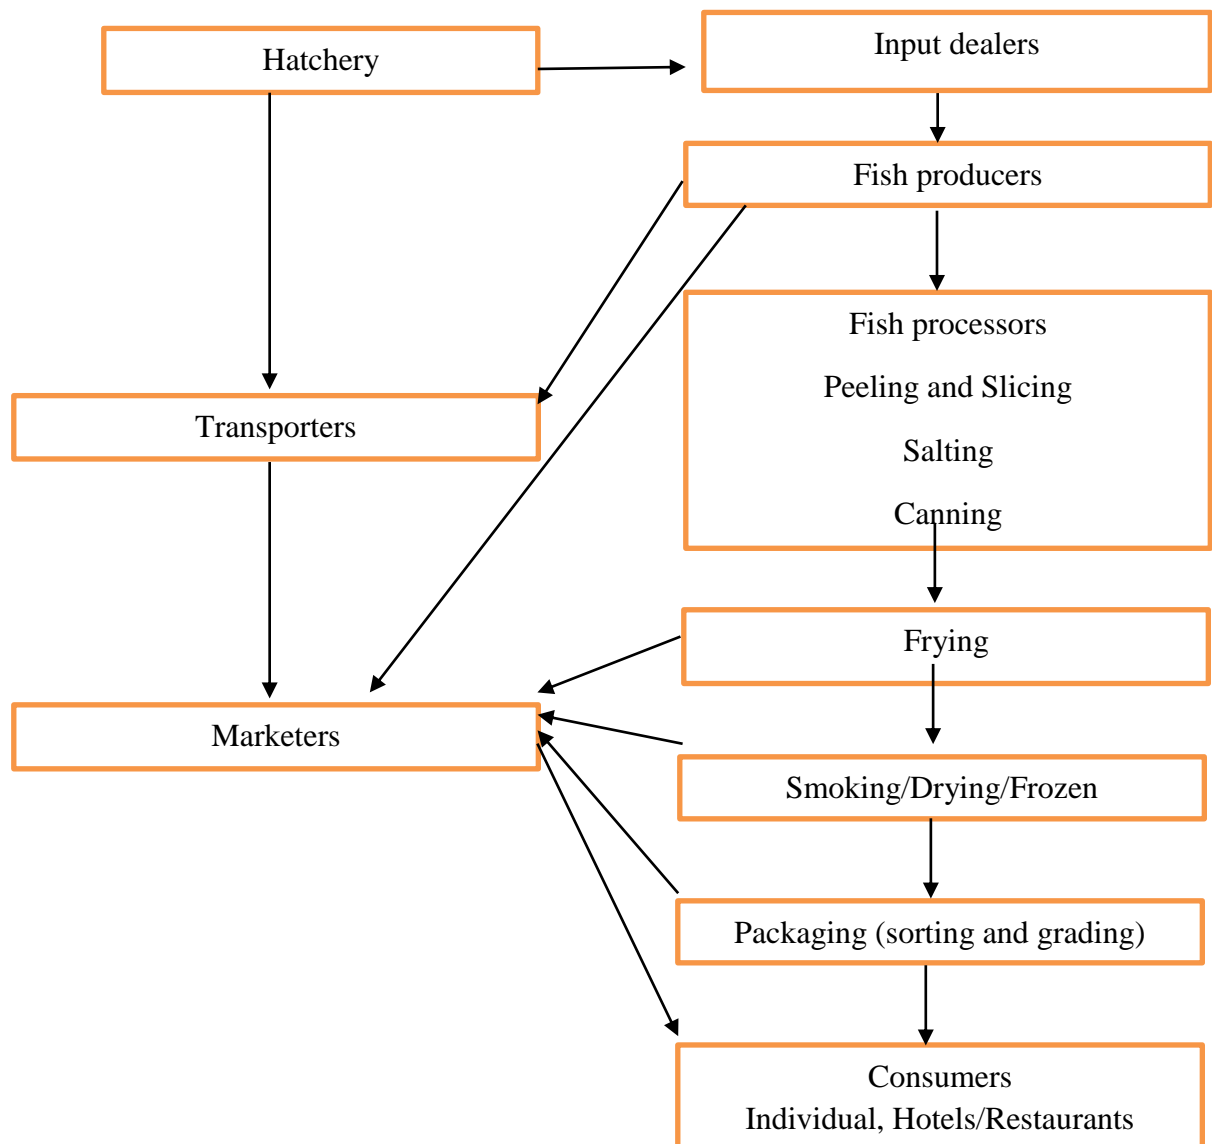 Hatchery
Input dealers
Fish producers
Fish processors
Peeling and Slicing
Salting
Canning
Transporters
Frying
Marketers
Smoking/Drying/Frozen
Packaging (sorting and grading)
Consumers
Individual, Hotels/Restaurants